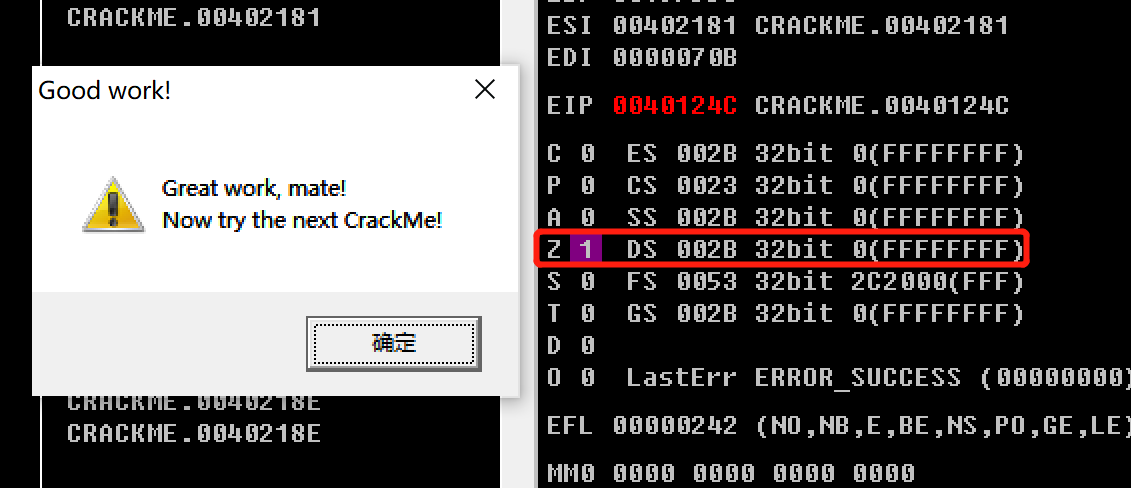 CRACKME.00402181
Good work!
Great work, mate!
Now try the next CrackMe!
确定
CRACKME.0040218E
CRACKME.0040218E
ESI 00402181 CRACKME.00402181
EDI 0000070B
EIP 0040124C CRACKME.0040124C
C 0 ES 002B 32bit 0(FFFFFFFF)
P 0 CS 0023 32bit 0(FFFFFFFF)
A 0 SS 002B 32bit 0(FFFFFFFF)
Z 1 DS 002B 32bit 0(FFFFFFFF)
S 0 FS 0053 32bit 2C2000(FFF)
T 0 GS 002B 32bit 0(FFFFFFFF)
D 0
O 0 LastErr ERROR_SUCCESS (00000000)
EFL 00000242 (NO,NB,E,BE,NS,PO,GE,LE)
MM0 0000 0000 0000 0000